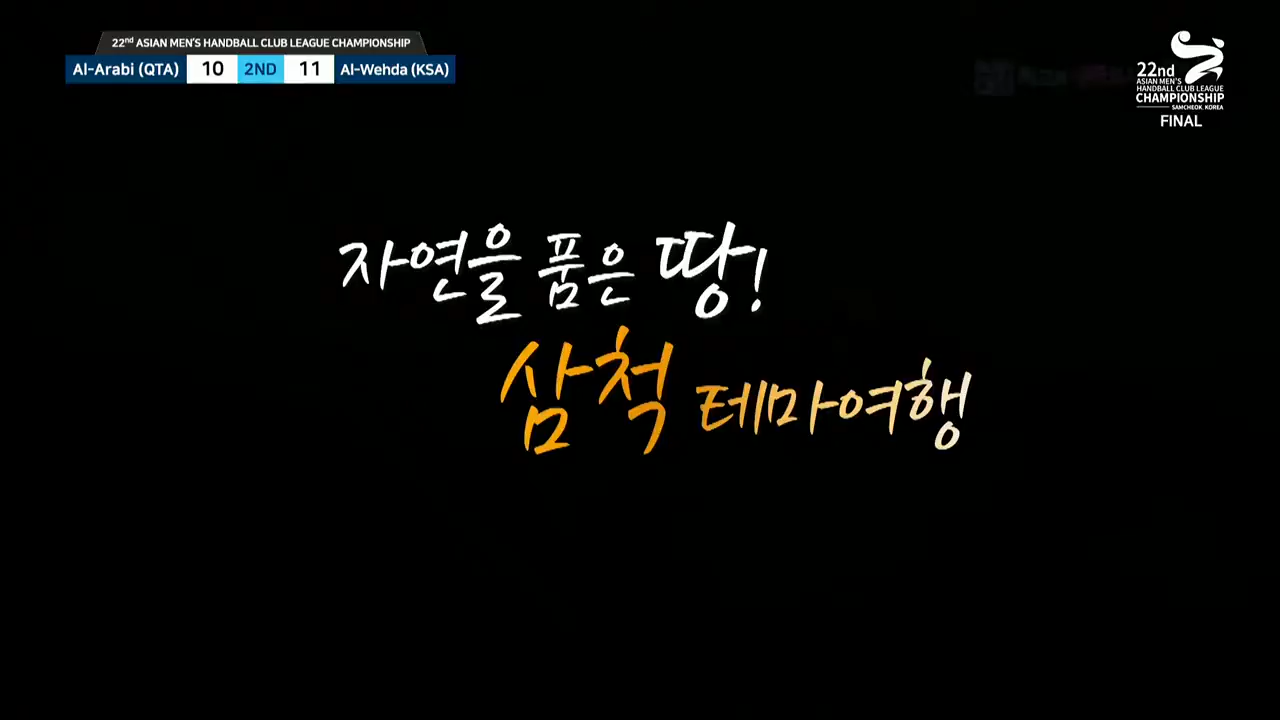 22nd ASIAN MEN'S HANDBALL CLUB LEAGUE CHAMPIONSHIP
Al-Arabi (QTA) 10 2ND 11 Al-Wehda (KSA)
22nd
ASIAN MEN'S
HANDBALL CLUB LEAGUE
CHAMPIONSHIP
SAMCHEOK, KOREA
FINAL
자연을 품은 땅!
삼척 테마여행